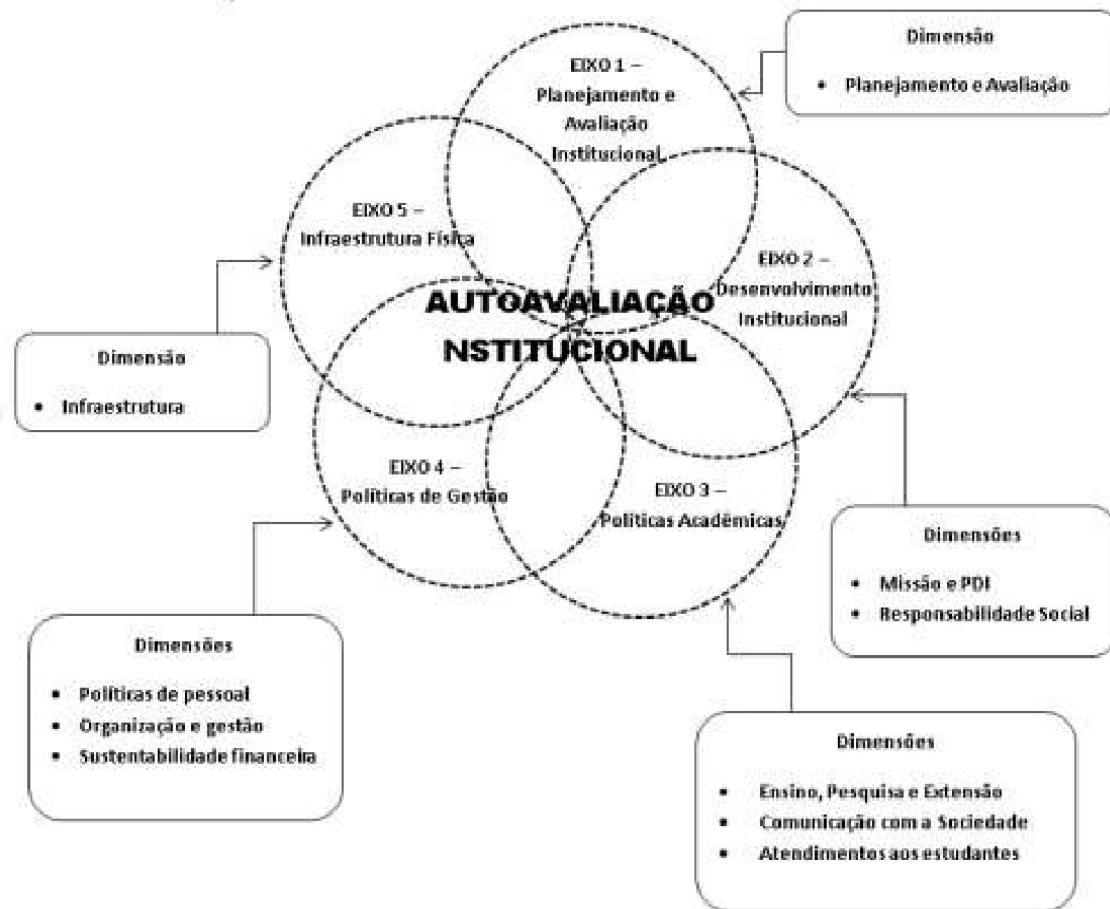 EIXO 1 –
Planejamento e
Avaliação
Institucional
Dimensão
• Planejamento e Avaliação
EIXO 5 –
Infraestrutura Física
EIXO 2 –
Desenvolvimento
Institucional
AUTOAVALIAÇÃO
NSTITUCIONAL
Dimensão
• Infraestrutura
EIXO 4 –
Políticas de Gestão
EIXO 3 –
Políticas Acadêmicas
Dimensões
• Missão e PDI
• Responsabilidade Social
Dimensões
• Políticas de pessoal
• Organização e gestão
• Sustentabilidade financeira
Dimensões
• Ensino, Pesquisa e Extensão
• Comunicação com a Sociedade
• Atendimentos aos estudantes